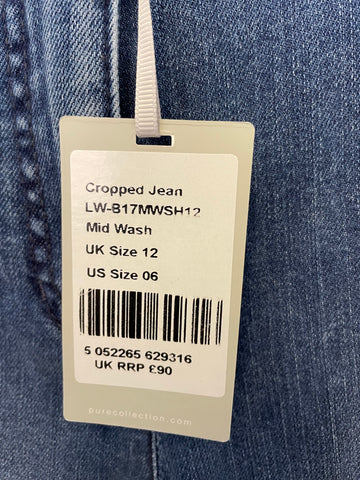 Cropped Jean
LW-B17MWSH12
Mid Wash
UK Size 12
US Size 06
5 052265 629316
UK RRP £90
purecollection.com